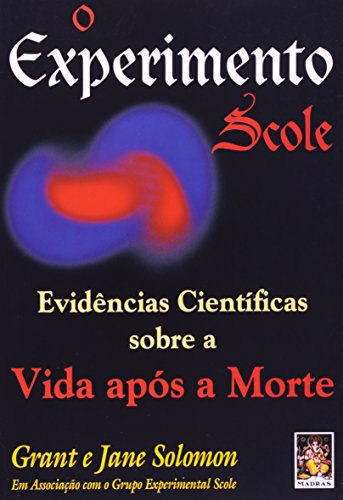 O
Experimento
Scole
Evidências Científicas
sobre a
Vida após a Morte
Grant e Jane Solomon
Em Associação com o Grupo Experimental Scole
MADRAS